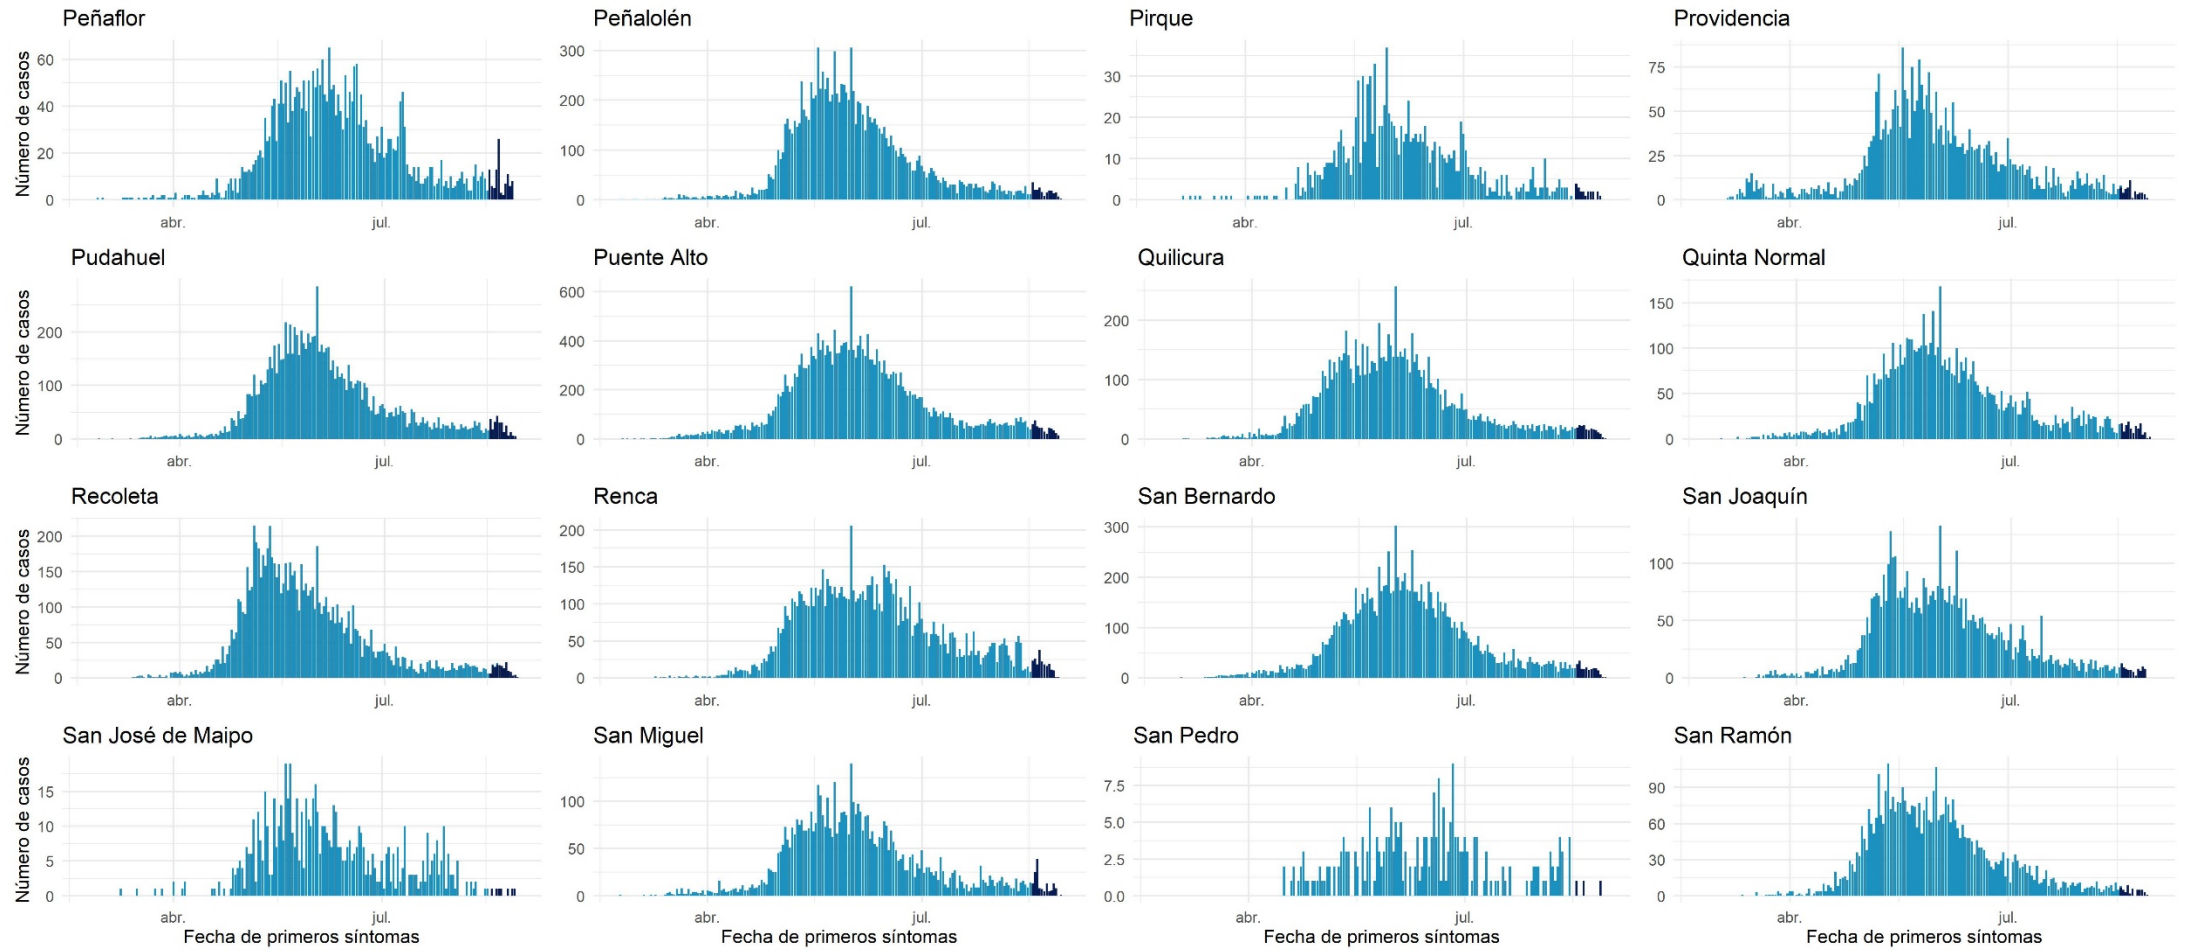 Peñaflor
Peñalolén
Pirque
Providencia
Número de casos
60
40
20
0
abr.
jul.
300
200
100
0
abr.
jul.
30
20
10
0
abr.
jul.
75
50
25
0
abr.
jul.
Pudahuel
Puente Alto
Quilicura
Quinta Normal
Número de casos
200
100
0
abr.
jul.
600
400
200
0
abr.
jul.
200
100
0
abr.
jul.
150
100
50
0
abr.
jul.
Recoleta
Renca
San Bernardo
San Joaquín
Número de casos
200
150
100
50
0
abr.
jul.
200
150
100
50
0
abr.
jul.
300
200
100
0
abr.
jul.
100
50
0
abr.
jul.
San José de Maipo
San Miguel
San Pedro
San Ramón
Número de casos
15
10
5
0
abr.
jul.
Fecha de primeros síntomas
100
50
0
abr.
jul.
Fecha de primeros síntomas
7.5
5.0
2.5
0.0
abr.
jul.
Fecha de primeros síntomas
90
60
30
0
abr.
jul.
Fecha de primeros síntomas